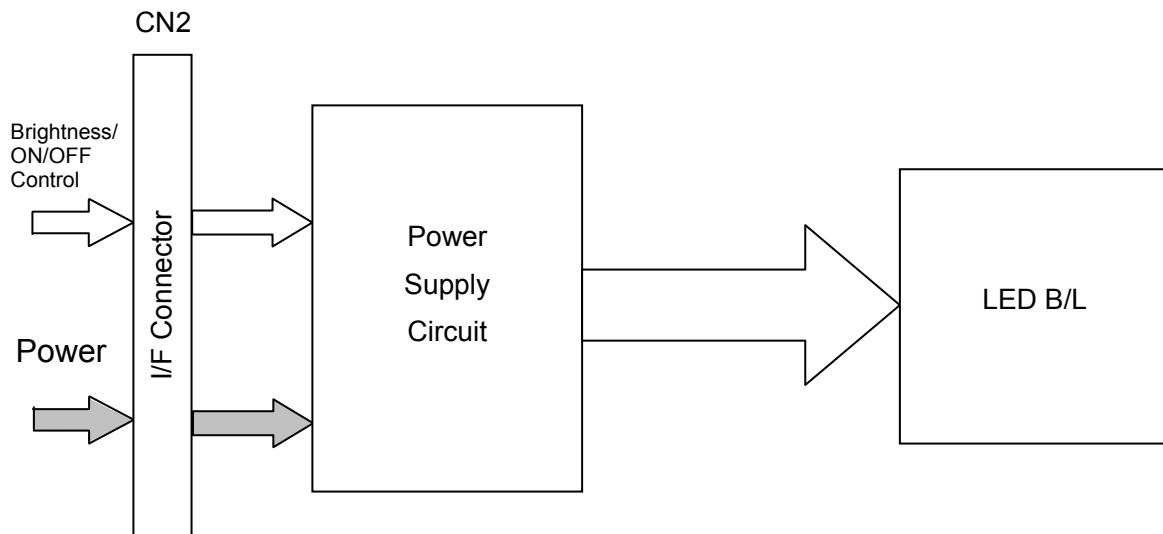 CN2
Brightness/
ON/OFF
Control
Power
I/F Connector
Power
Supply
Circuit
LED B/L